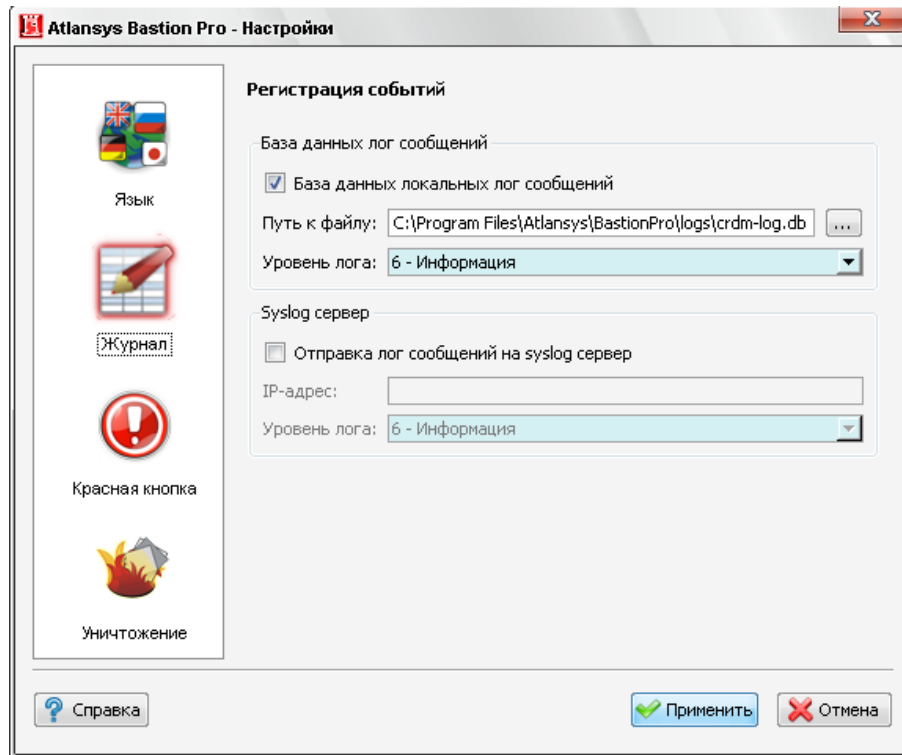 Atlansys Bastion Pro - Настройки
Язык
Журнал
Красная кнопка
Уничтожение
Регистрация событий
База данных лог сообщений
База данных локальных лог сообщений
Путь к файлу: C:\Program Files\Atlansys\BastionPro\logs\crdm-log.db ...
Уровень лога: 6 - Информация
Syslog сервер
Отправка лог сообщений на syslog сервер
IP-адрес:
Уровень лога: 6 - Информация
Справка Применить Отмена